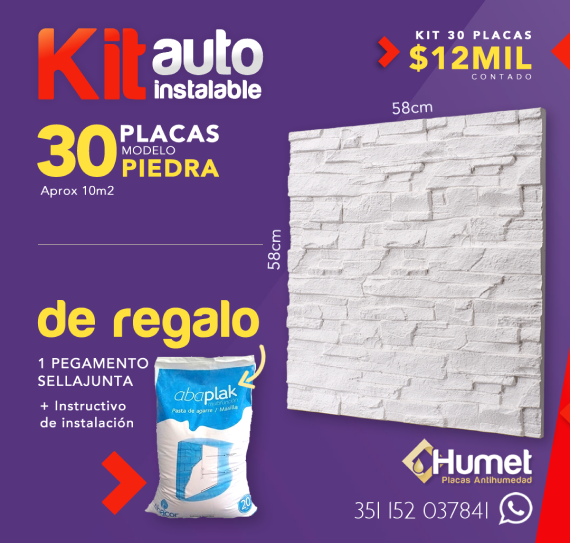 Kit auto
instalable
KIT 30 PLACAS
$12MIL
CONTADO
30 PLACAS
MODELO
PIEDRA
Aprox 10m2
58cm
58cm
de regalo
1 PEGAMENTO
SELLAJUNTA
+ Instructivo
de instalación
abaplak
Pasta de agarre / Masilla
20
Humet
Placas Antihumedad
351 152 037841